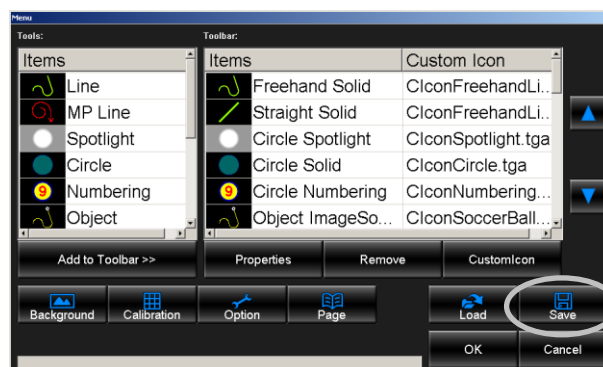 Menu
Tools:
Toolbar:
Items
Items Custom Icon
Line
Freehand Solid CIconFreehandLi..
MP Line
Straight Solid CIconFreehandLi..
Spotlight
Circle Spotlight CIconSpotlight.tga
Circle
Circle Solid CIconCircle.tga
9 Numbering
9 Circle Numbering CIconNumbering...
Object
Object ImageSo... CIconSoccerBall...
Add to Toolbar >>
Properties Remove CustomIcon
Background Calibration Option Page Load Save
OK Cancel